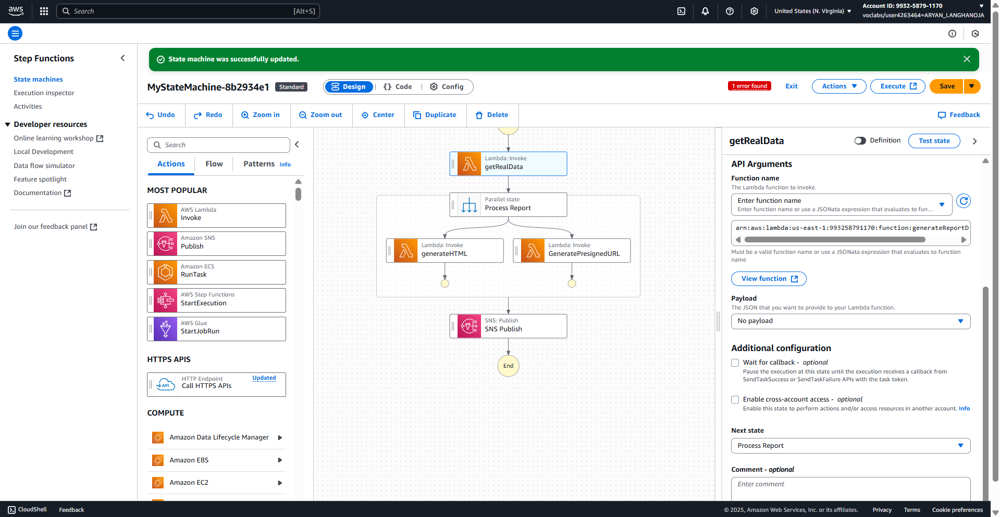 aws
Search
[Alt+S]
United States (N. Virginia)
Account ID: 9932-5879-1170
voclabs/user4263464=ARYAN_LANGHANOJA
Step Functions
State machines
Execution inspector
Activities
Developer resources
Online learning workshop
Local Development
Data flow simulator
Feature spotlight
Documentation
Join our feedback panel
State machine was successfully updated.
MyStateMachine-8b2934e1
Standard
Design
{} Code
Config
1 error found
Exit
Actions
Execute
Save
Undo
Redo
Zoom in
Zoom out
Center
Duplicate
Delete
Feedback
Search
Actions
Flow
Patterns
Info
MOST POPULAR
AWS Lambda
Invoke
Amazon SNS
Publish
Amazon ECS
RunTask
AWS Step Functions
StartExecution
AWS Glue
StartJobRun
HTTPS APIS
API
HTTP Endpoint
Updated
Call HTTPS APIs
COMPUTE
Amazon Data Lifecycle Manager
Amazon EBS
Amazon EC2
Lambda: Invoke
getRealData
Parallel state
Process Report
Lambda: Invoke
generateHTML
Lambda: Invoke
GeneratePresignedURL
SNS: Publish
SNS Publish
End
getRealData
Definition
Test state
API Arguments
Function name
The Lambda function to invoke.
Enter function name
Enter function name or use a JSONata expression that evaluates to fun...
arn:aws:lambda:us-east-1:993258791170:function:generateReportD
Must be a valid function name or use a JSONata expression that evaluates to function
name
View function
Payload
The JSON that you want to provide to your Lambda function.
No payload
Additional configuration
Wait for callback - optional
Pause the execution at this state until the execution receives a callback from
SendTaskSuccess or SendTaskFailure APIs with the task token.
Enable cross-account access - optional
Enable this state to perform actions and/or access resources in another account. Info
Next state
Process Report
Comment - optional
Enter comment
CloudShell
Feedback
© 2025, Amazon Web Services, Inc. or its affiliates.
Privacy
Terms
Cookie preferences